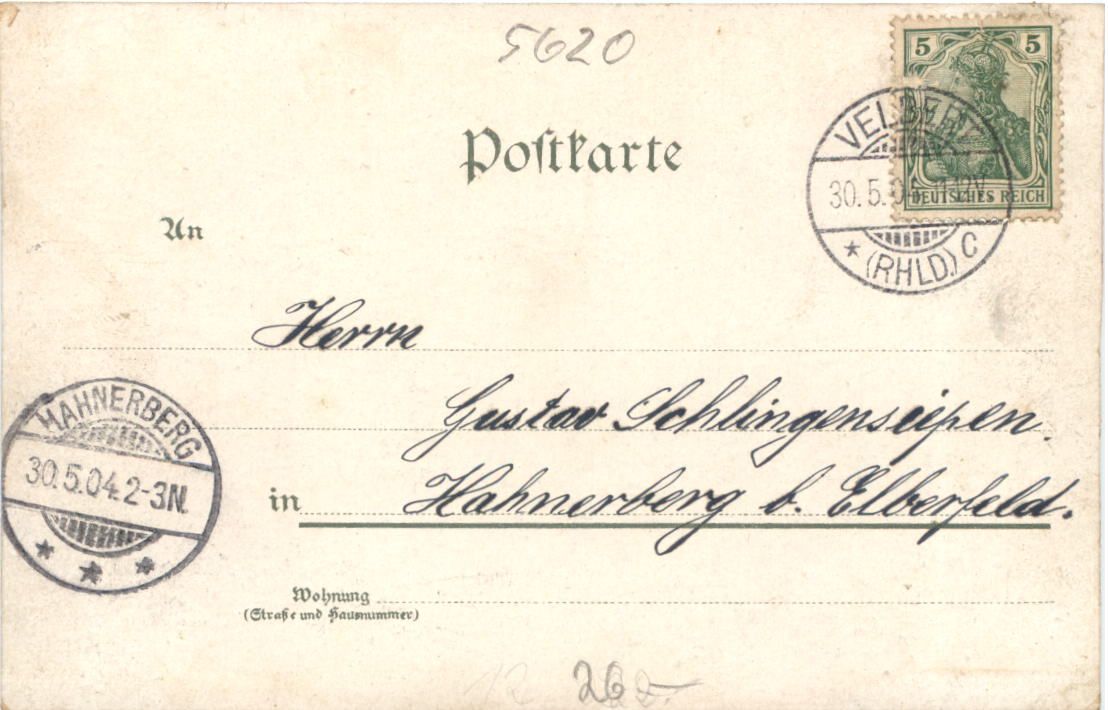 5620
5 5
DEUTSCHES REICH
VELBERT
30.5.04
* (RHLD.) C
Postkarte
An
Herrn
Gustav Schlingensiepen.
in Hahnerberg b. Elberfeld.
HAHNERBERG
30.5.04.2-3N.
* * *
Wohnung
(Straße und Hausnummer)